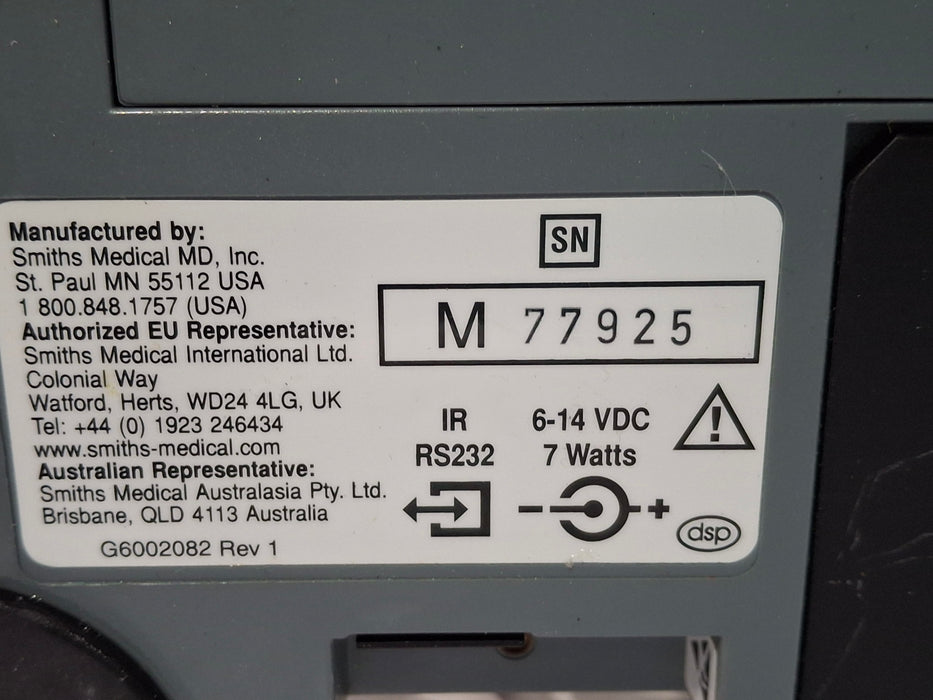 Manufactured by:
Smiths Medical MD, Inc.
St. Paul MN 55112 USA
1 800.848.1757 (USA)
Authorized EU Representative:
Smiths Medical International Ltd.
Colonial Way
Watford, Herts, WD24 4LG, UK
Tel: +44 (0) 1923 246434
www.smiths-medical.com
Australian Representative:
Smiths Medical Australasia Pty. Ltd.
Brisbane, QLD 4113 Australia
G6002082 Rev 1
SN
M 77925
IR
RS232
6-14 VDC
7 Watts
!
- +
dsp